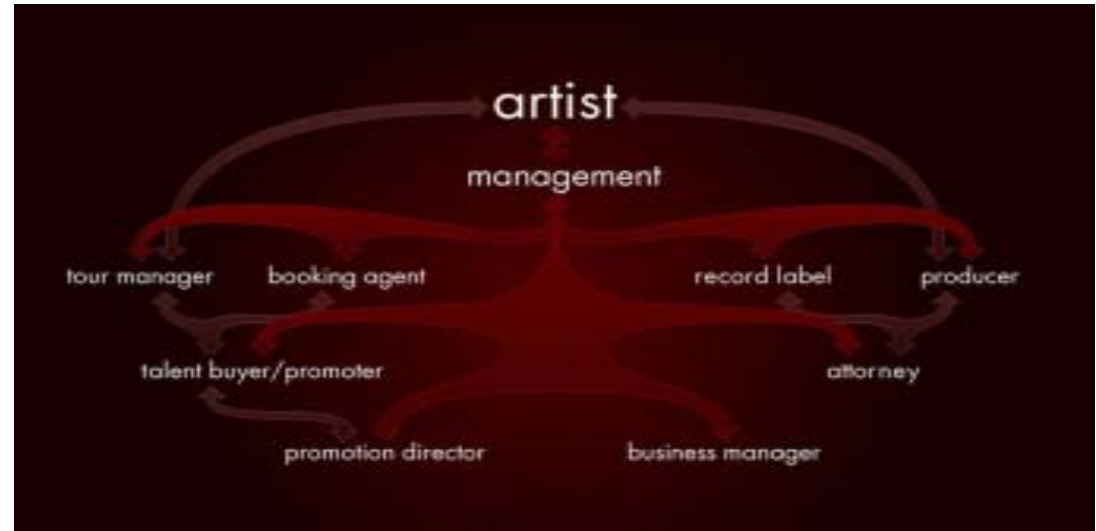 artist
management
tour manager booking agent record label producer
talent buyer/promoter attorney
promotion director business manager